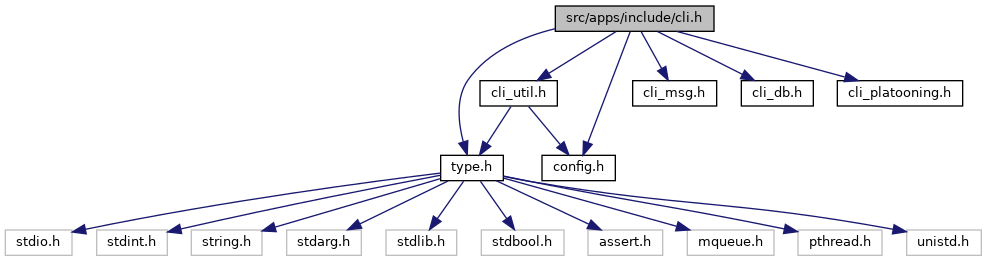 src/apps/include/cli.h
cli_util.h
cli_msg.h
cli_db.h
cli_platooning.h
type.h
config.h
stdio.h
stdint.h
string.h
stdarg.h
stdlib.h
stdbool.h
assert.h
mqueue.h
pthread.h
unistd.h